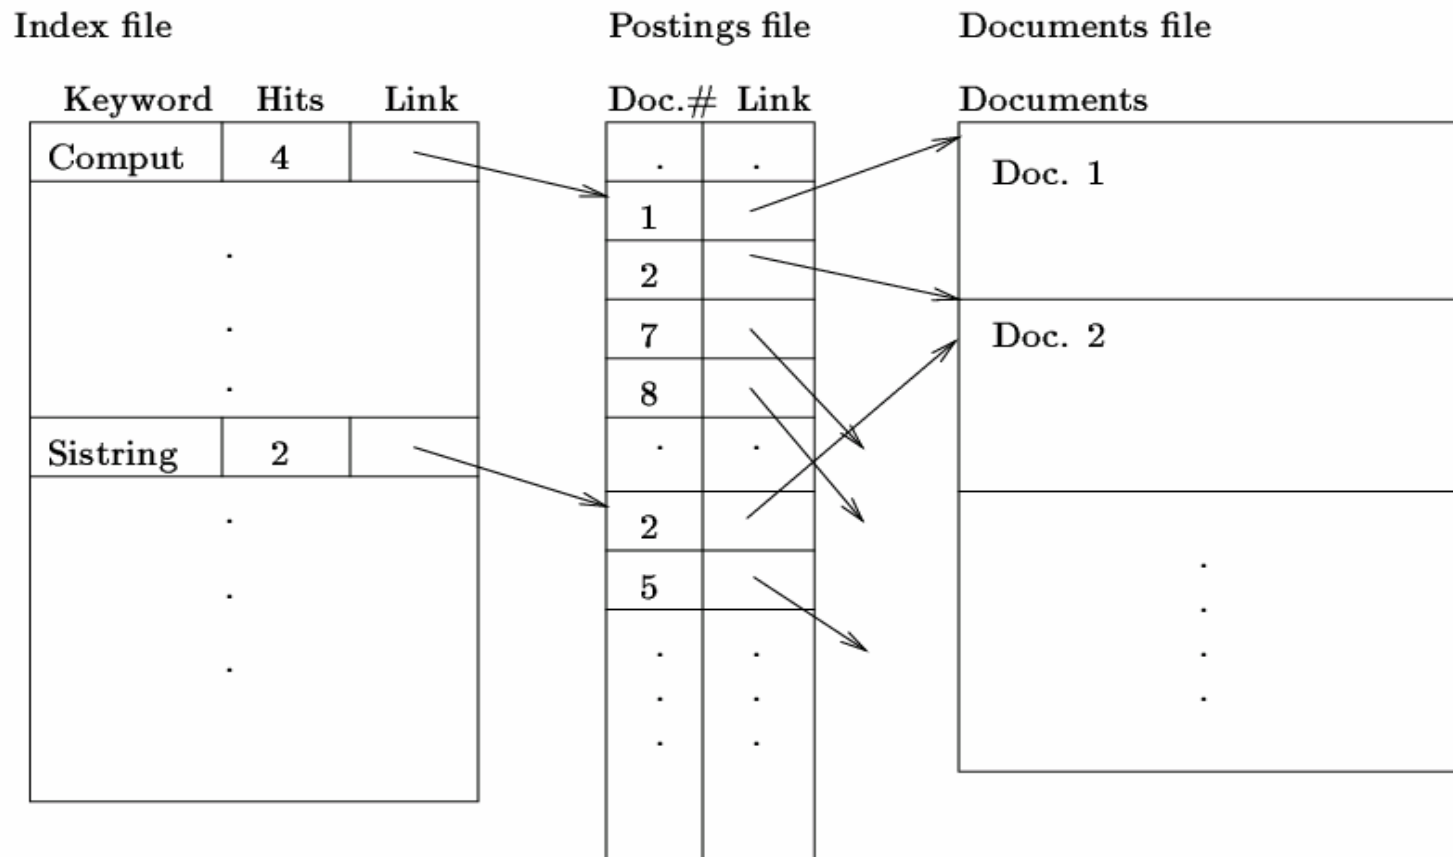 Index file Postings file Documents file
Keyword Hits Link Doc.# Link Documents
Comput 4 . .
1 Doc. 1
2
7 Doc. 2
8
Sistring 2 . .
2
5